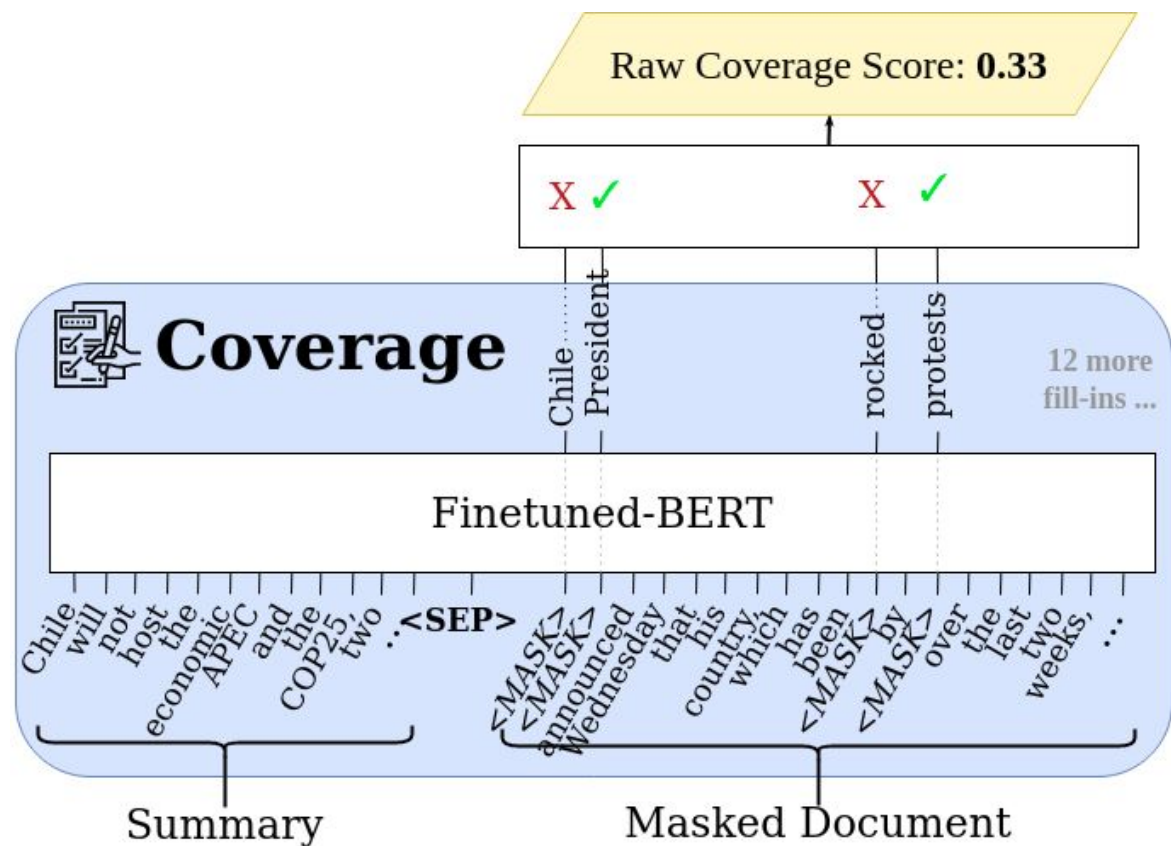 Raw Coverage Score: 0.33
X ✓ X ✓
Coverage
Chile
President
rocked
protests
12 more
fill-ins ...
Finetuned-BERT
Chile
will
not
host
the
economic
APEC
and
the
COP25,
two
...
<SEP>
<MASK>
<MASK>
announced
Wednesday
that
his
country,
which
has
been
<MASK>
by
<MASK>
over
the
last
two
weeks,
...
Summary
Masked Document